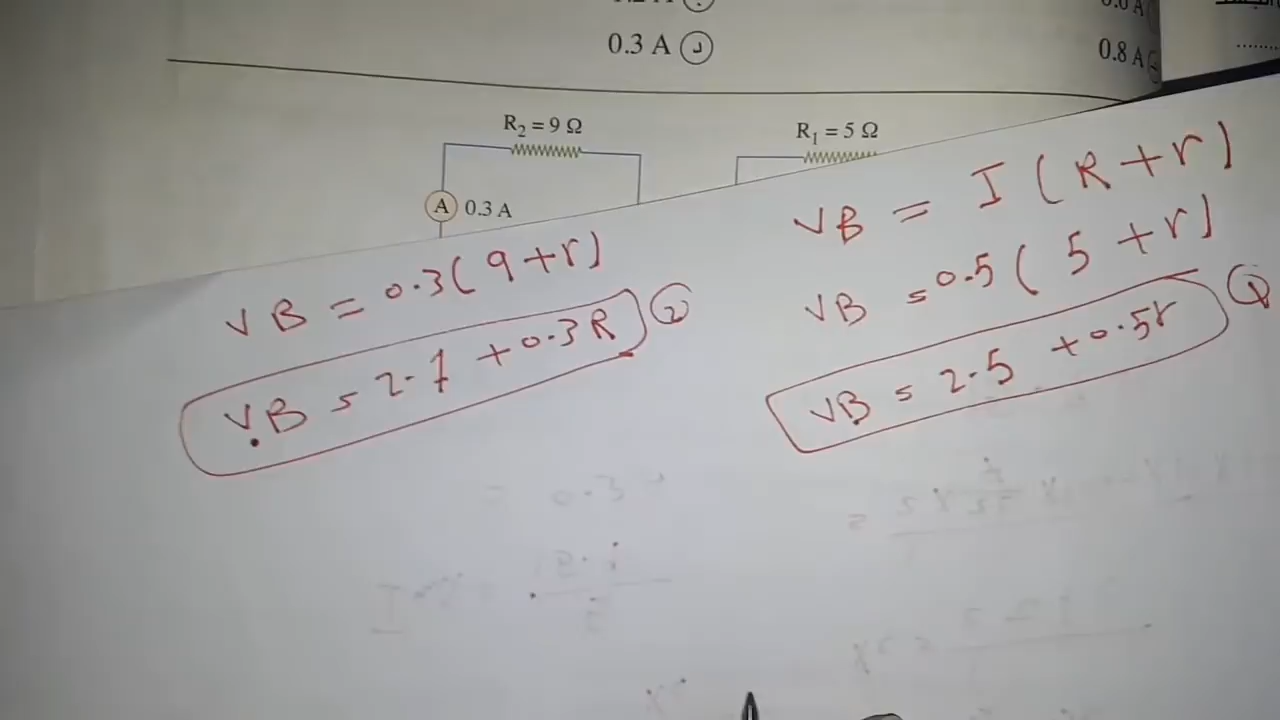 0.3 A د
0.8 A
R₂ = 9 Ω
R₁ = 5 Ω
A 0.3 A
VB = I (R + r)
VB = 0.5 ( 5 + r)
VB = 2.5 + 0.5r ①
VB = 0.3 ( 9 + r)
VB = 2.7 + 0.3 R ②